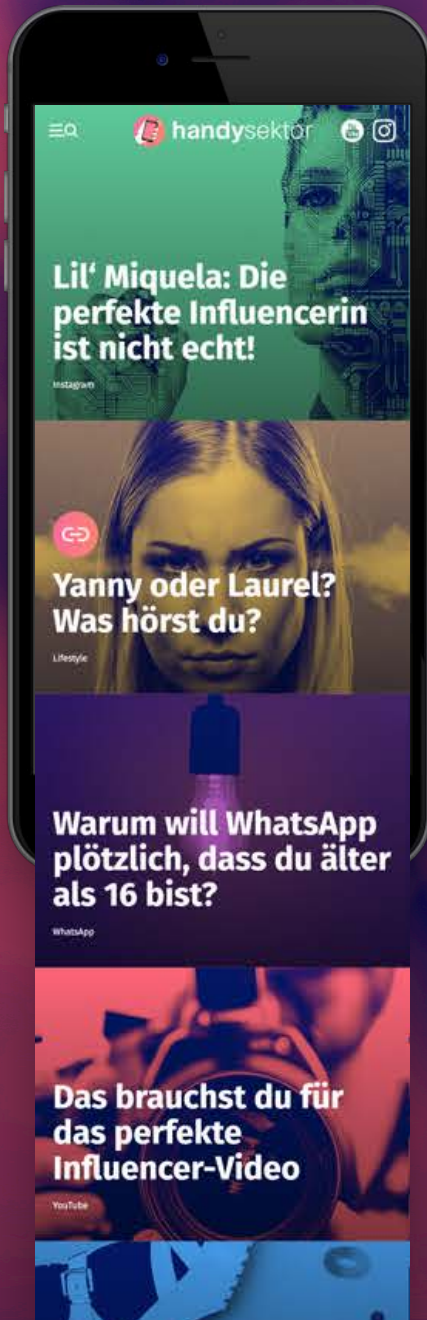 handysektor
Lil‘ Miquela: Die
perfekte Influencerin
ist nicht echt!
Instagram
Yanny oder Laurel?
Was hörst du?
Lifestyle
Warum will WhatsApp
plötzlich, dass du älter
als 16 bist?
WhatsApp
Das brauchst du für
das perfekte
Influencer-Video
YouTube